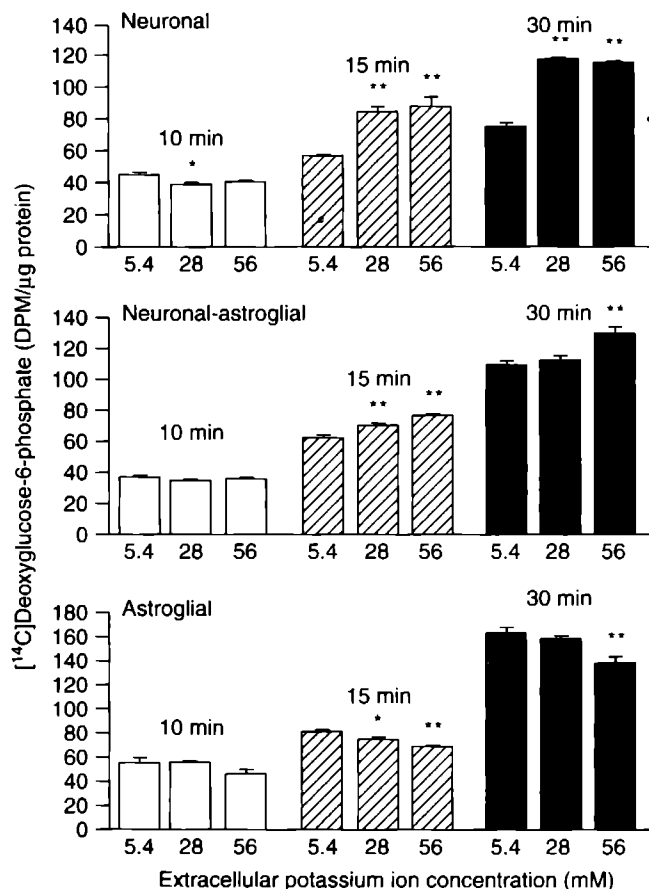 [¹⁴C]Deoxyglucose-6-phosphate (DPM/μg protein)
Neuronal
140
120
100
80
60
40
20
0
10 min
*
15 min
**
**
30 min
**
**
5.4 28 56 5.4 28 56 5.4 28 56
Neuronal-astroglial
140
120
100
80
60
40
20
0
10 min
15 min
**
**
30 min
**
5.4 28 56 5.4 28 56 5.4 28 56
Astroglial
180
160
140
120
100
80
60
40
20
0
10 min
15 min
*
**
30 min
**
5.4 28 56 5.4 28 56 5.4 28 56
Extracellular potassium ion concentration (mM)